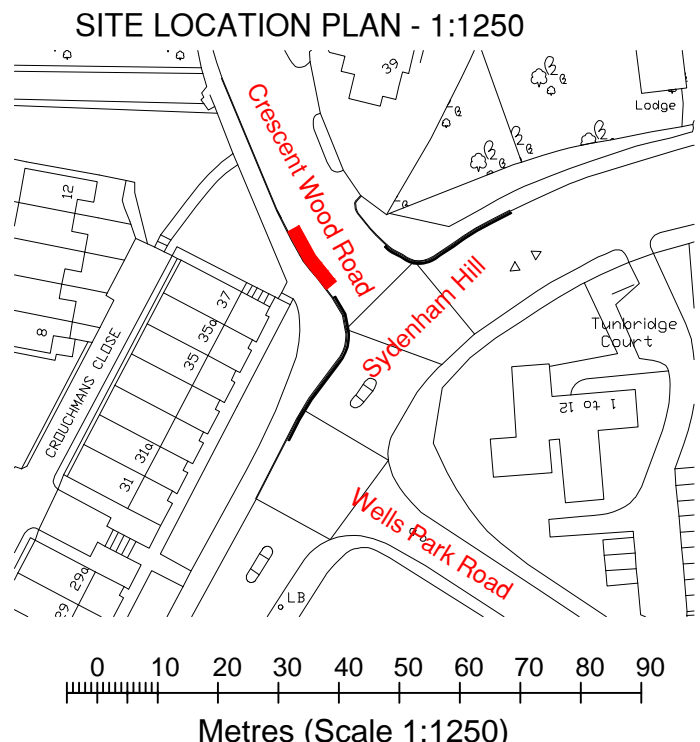 SITE LOCATION PLAN - 1:1250
39
Lodge
Crescent Wood Road
12
37
Sydenham Hill
35a
35
8
CROUCHMANS CLOSE
Tunbridge
Court
1 to 12
31a
31
Wells Park Road
29a
29
LB
0 10 20 30 40 50 60 70 80 90
Metres (Scale 1:1250)